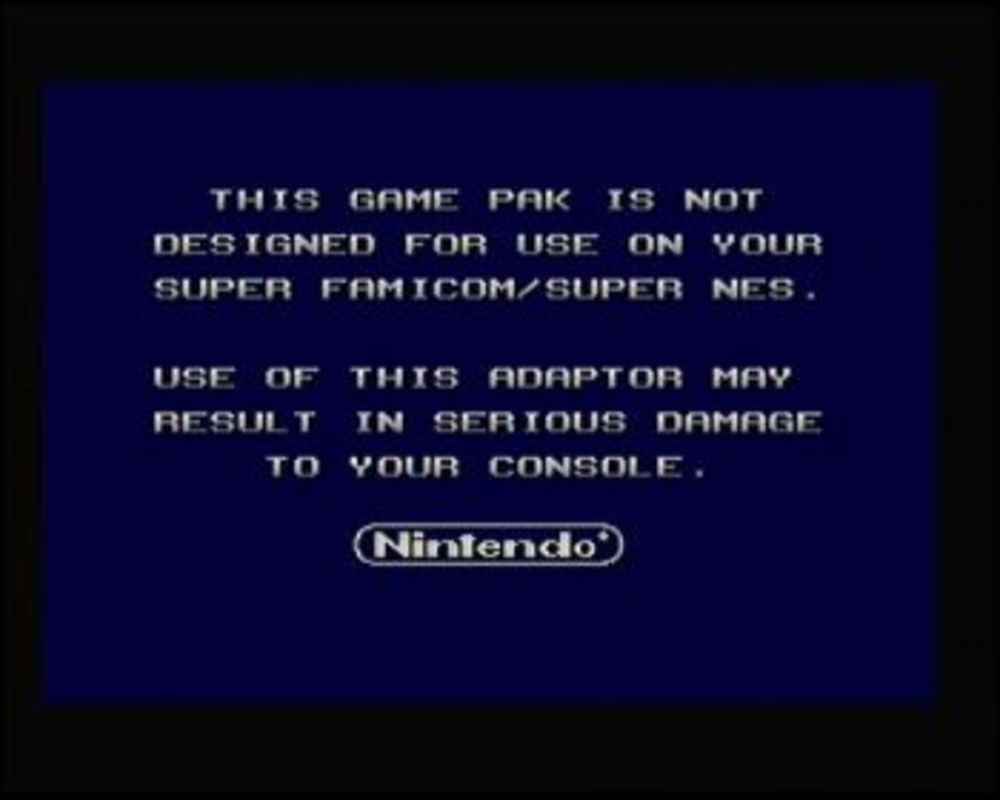 THIS GAME PAK IS NOT
DESIGNED FOR USE ON YOUR
SUPER FAMICOM/SUPER NES.
USE OF THIS ADAPTOR MAY
RESULT IN SERIOUS DAMAGE
TO YOUR CONSOLE.
Nintendo